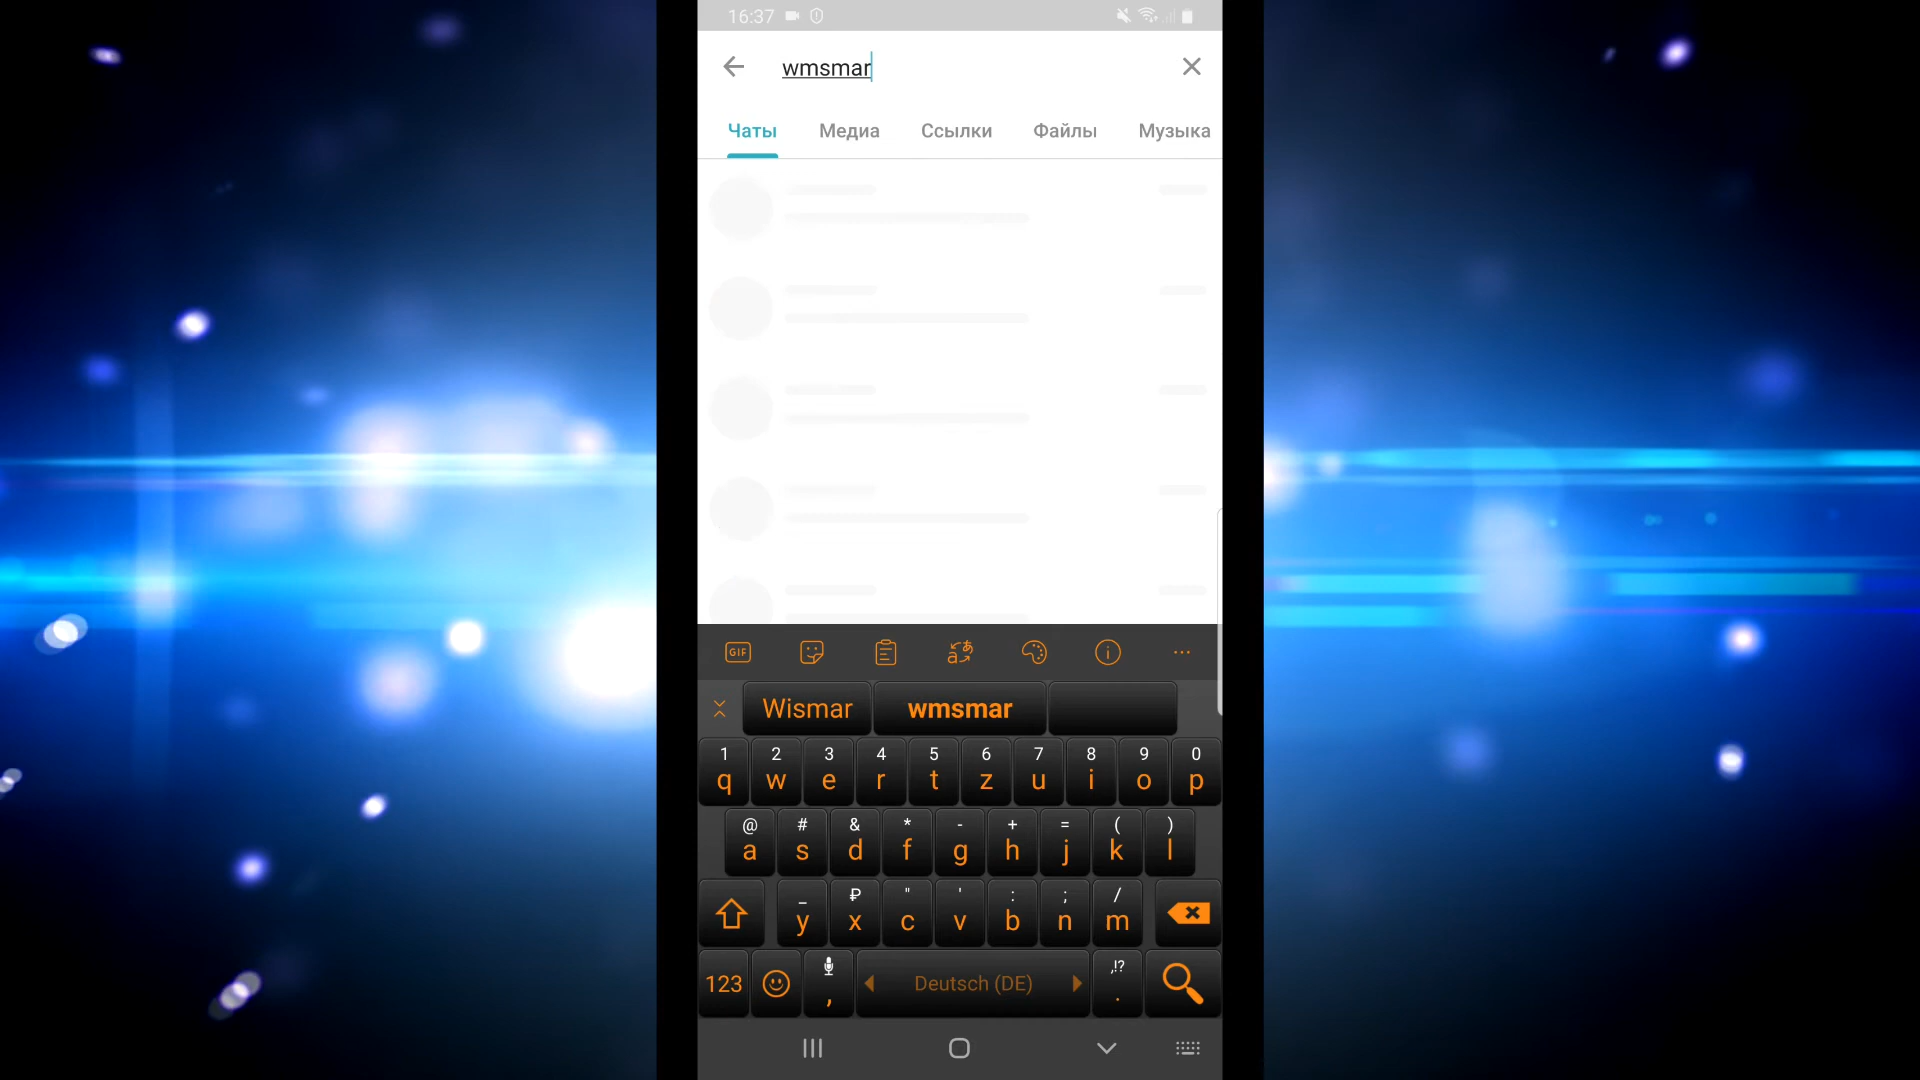 16:37
wmsmar
Чаты Медиа Ссылки Файлы Музыка
GIF
Wismar wmsmar
1 2 3 4 5 6 7 8 9 0
q w e r t z u i o p
@ # & * - + = ( )
a s d f g h j k l
_ ₽ " ' : ; /
y x c v b n m
,!?
123 , Deutsch (DE) .